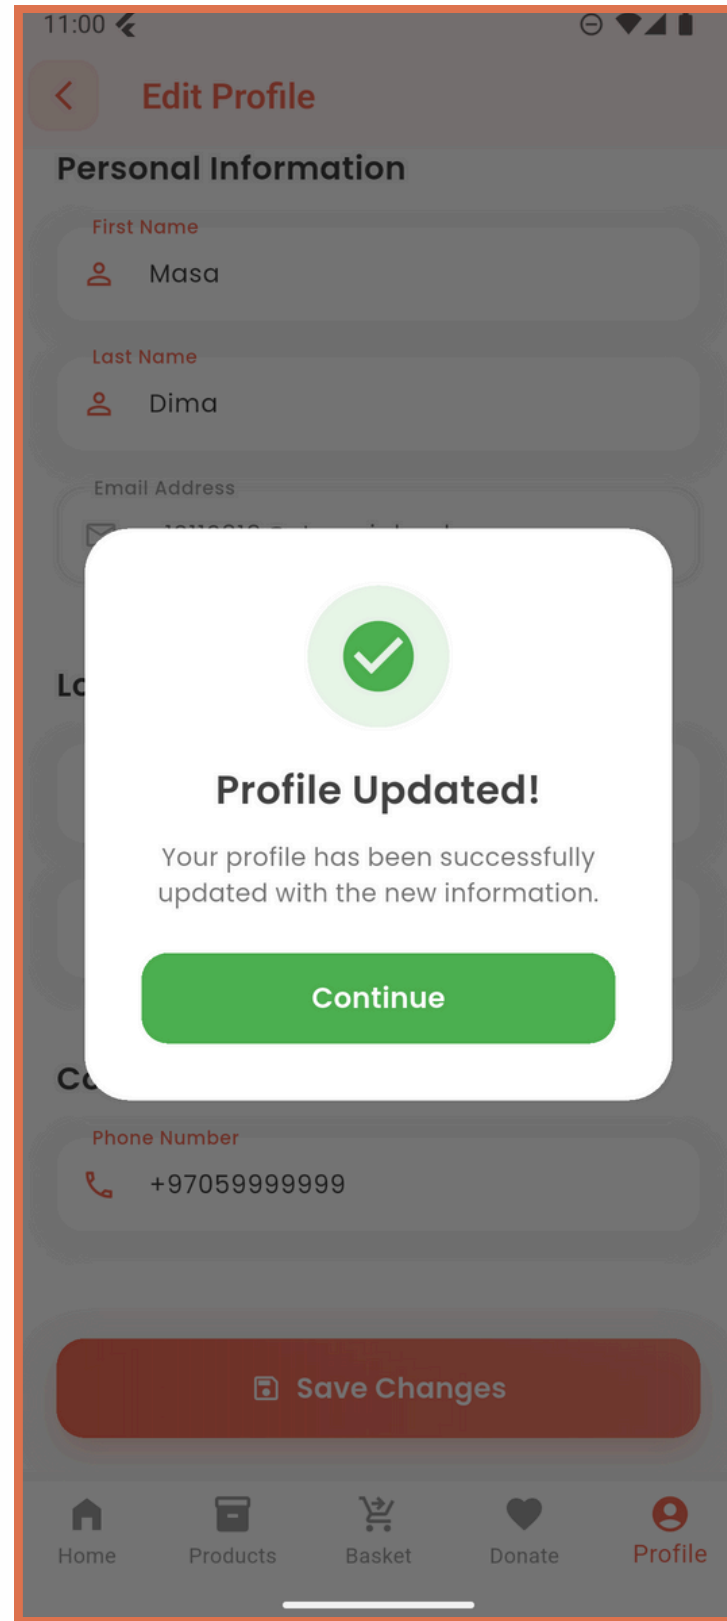 11:00
Edit Profile
Personal Information
First Name
Masa
Last Name
Dima
Email Address
Profile Updated!
Your profile has been successfully
updated with the new information.
Continue
Phone Number
+97059999999
Save Changes
Home Products Basket Donate Profile